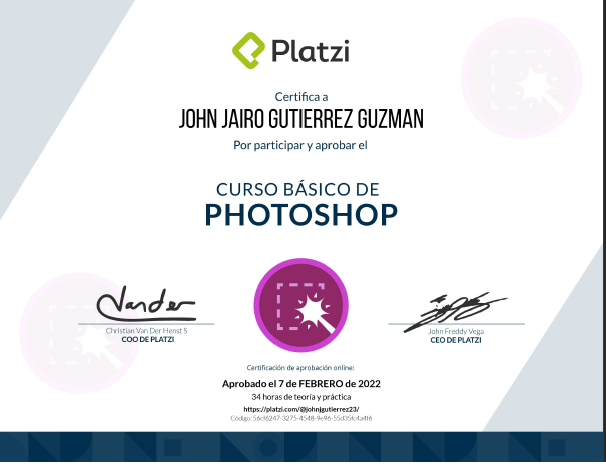 Platzi
Certifica a
JOHN JAIRO GUTIERREZ GUZMAN
Por participar y aprobar el
CURSO BÁSICO DE
PHOTOSHOP
Christian Van Der Henst S
COO DE PLATZI
John Freddy Vega
CEO DE PLATZI
Certificación de aprobación online:
Aprobado el 7 de FEBRERO de 2022
34 horas de teoría y práctica
https://platzi.com/@johnjgutierrez23/
Código: